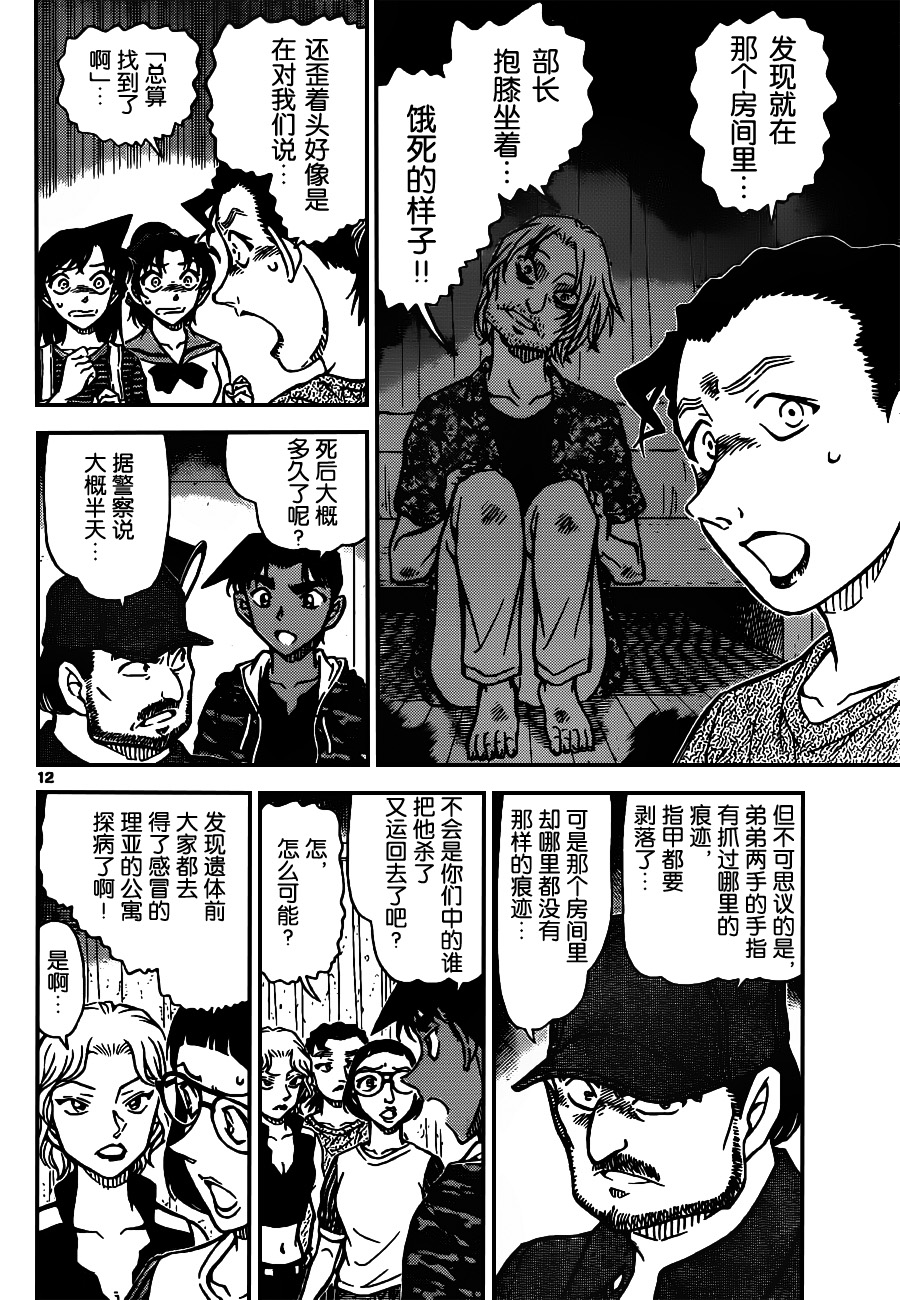 发现就在
那个房间里…
部长
抱膝坐着…
饿死的样子!!
还歪着头好像是
在对我们说…
「总算
找到了
啊」…
死后大概
多久了呢?
据警察说
大概半天…
12
但不可思议的是,
弟弟两手的手指
有抓过哪里的
痕迹,
指甲都要
剥落了…
可是那个房间里
却哪里都没有
那样的痕迹…
不会是你们中的谁
把他杀了
又运回去了吧?
怎,
怎么可能?
发现遗体前
大家都去
得了感冒的
理亚的公寓
探病了啊!
是啊…